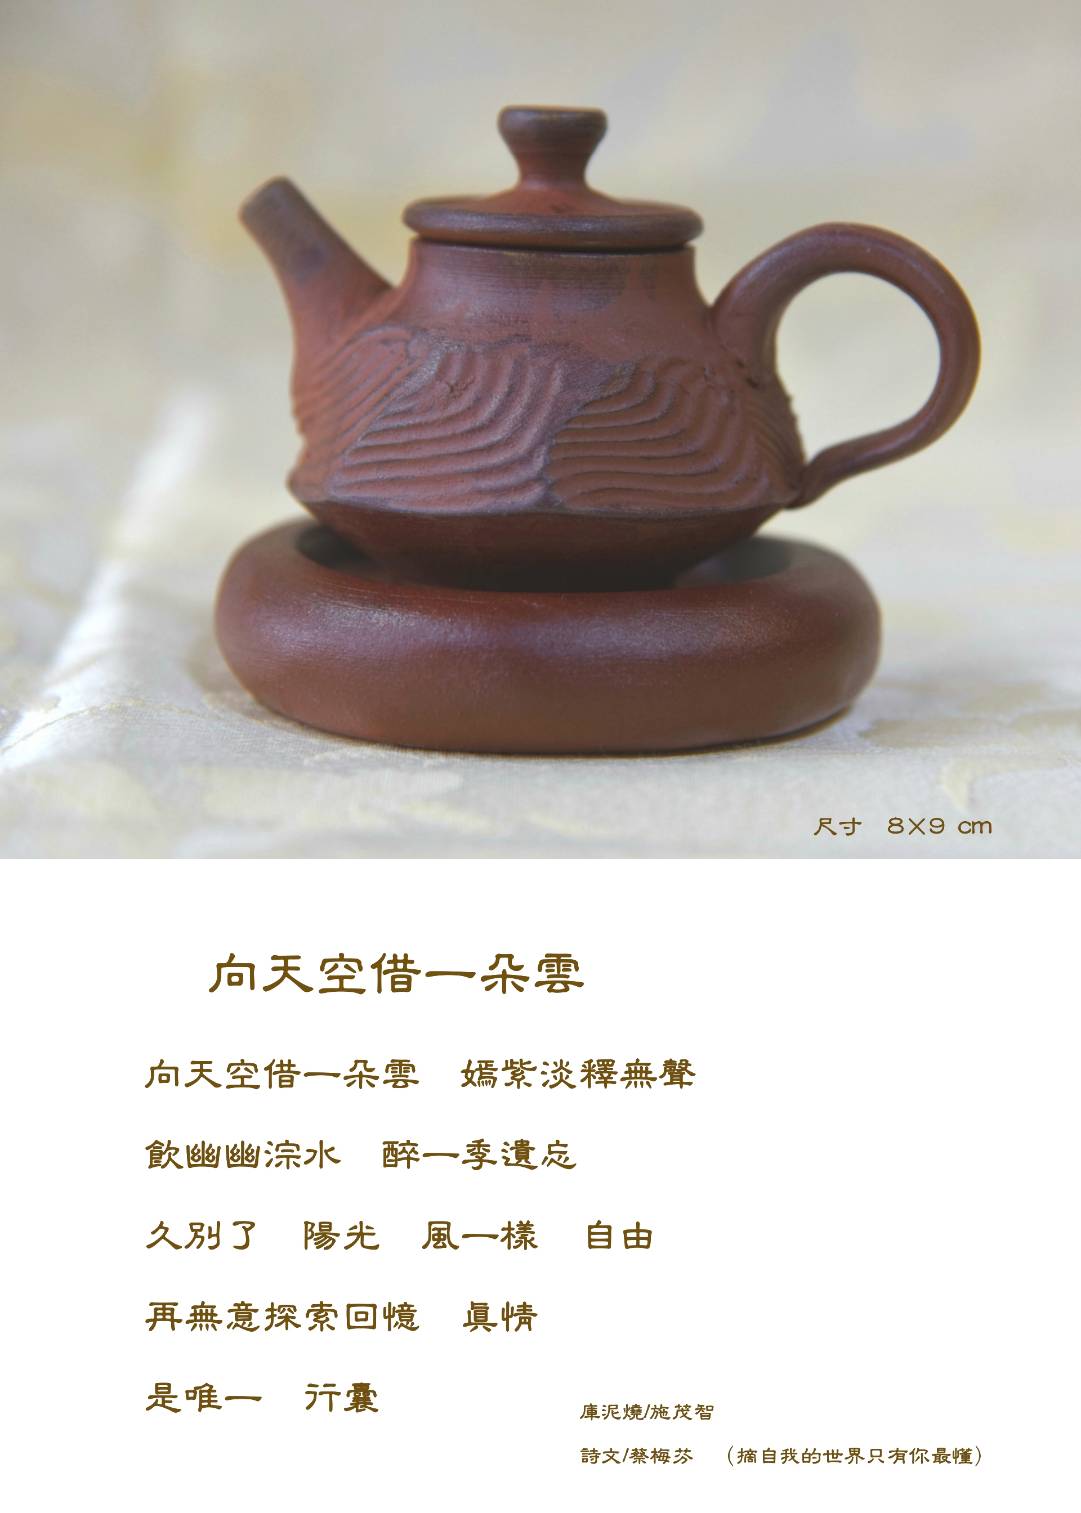 尺寸　8×9 cm
向天空借一朵雲
向天空借一朵雲　嫣紫淡釋無聲
飲幽幽淙水　醉一季遺忘
久別了　陽光　風一樣　自由
再無意探索回憶　真情
是唯一　行囊
庫泥燒/施茂智
詩文/蔡梅芬　（摘自我的世界只有你最懂）